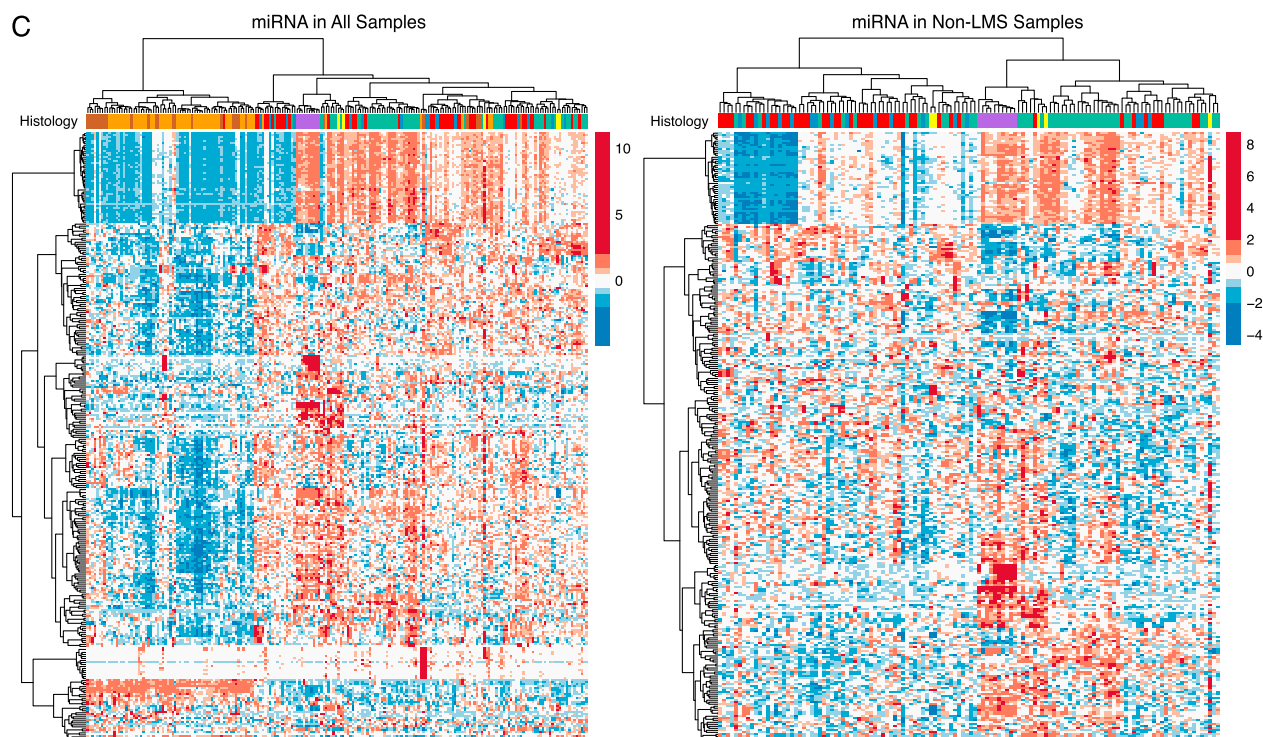 C
miRNA in All Samples
Histology
10
5
0
miRNA in Non-LMS Samples
Histology
8
6
4
2
0
−2
−4